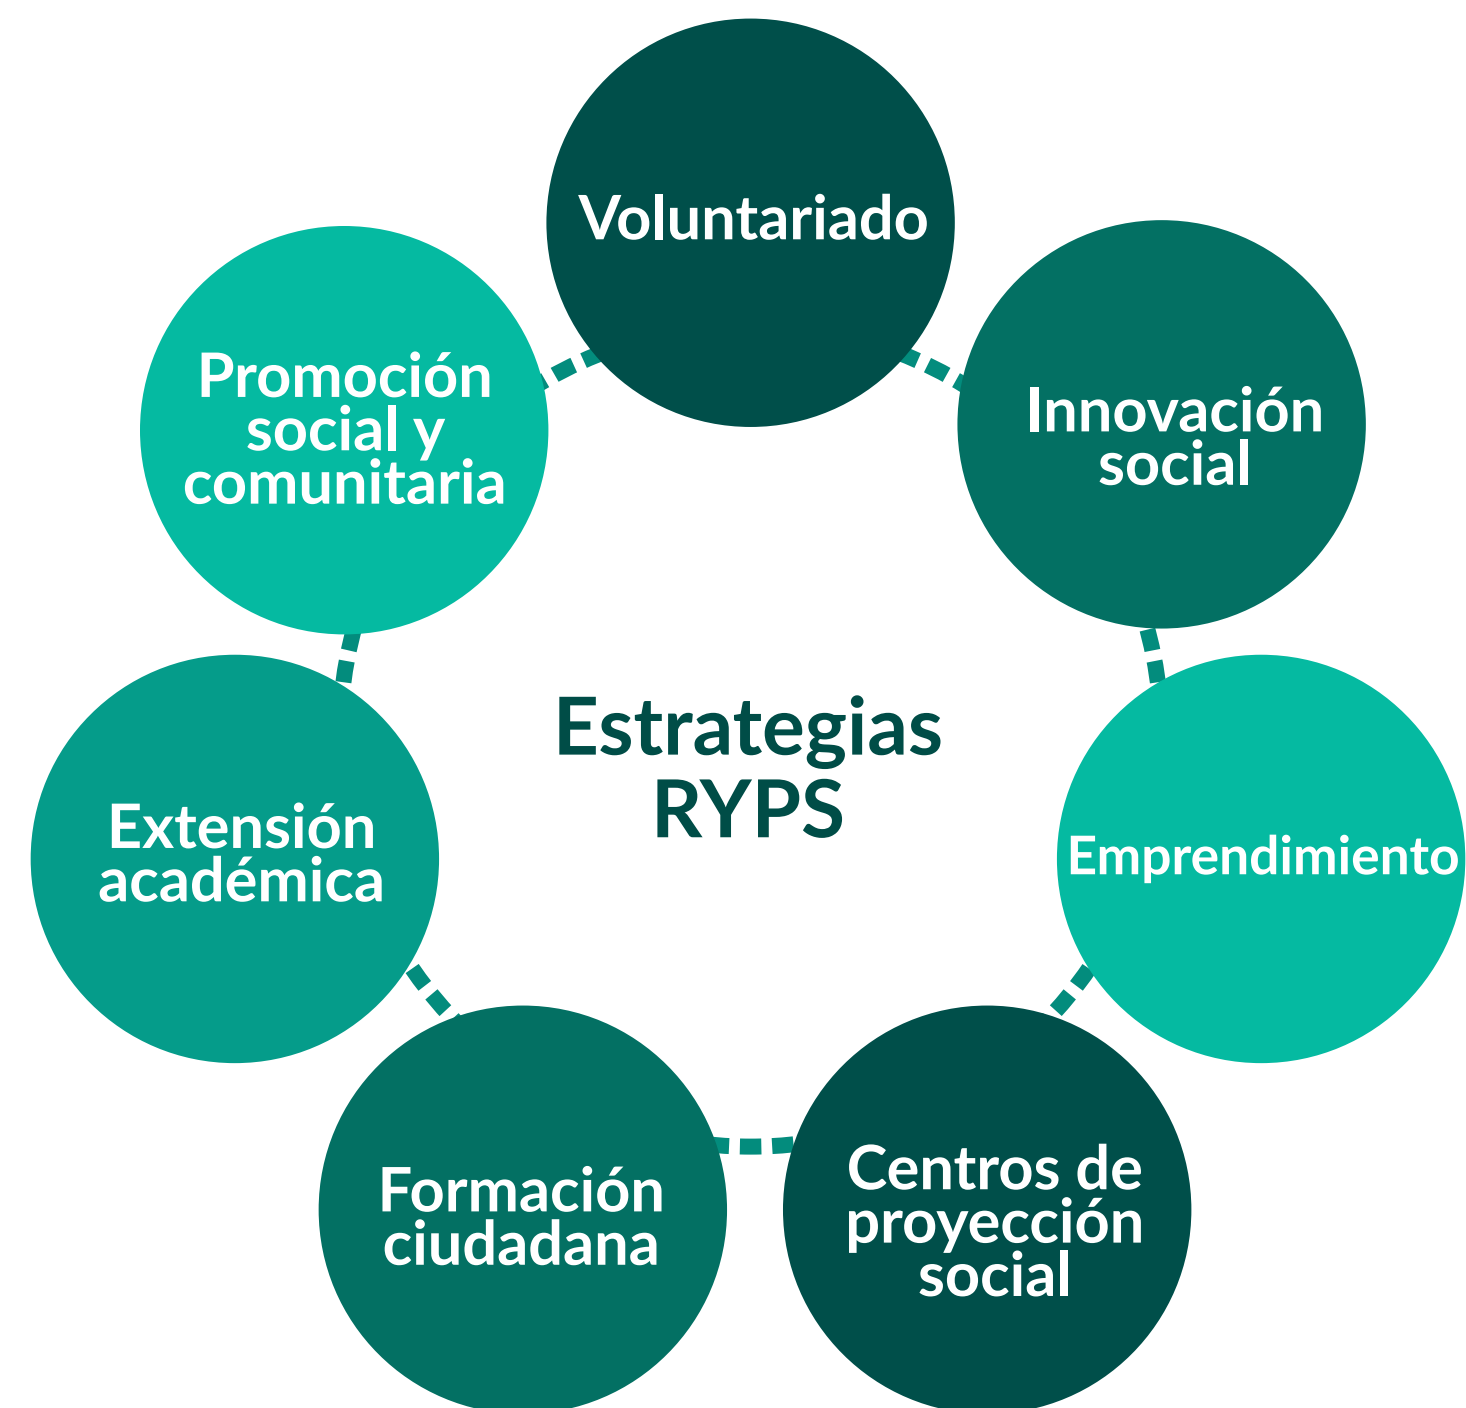 Voluntariado
Innovación
social
Emprendimiento
Centros de
proyección
social
Formación
ciudadana
Extensión
académica
Promoción
social y
comunitaria
Estrategias
RYPS